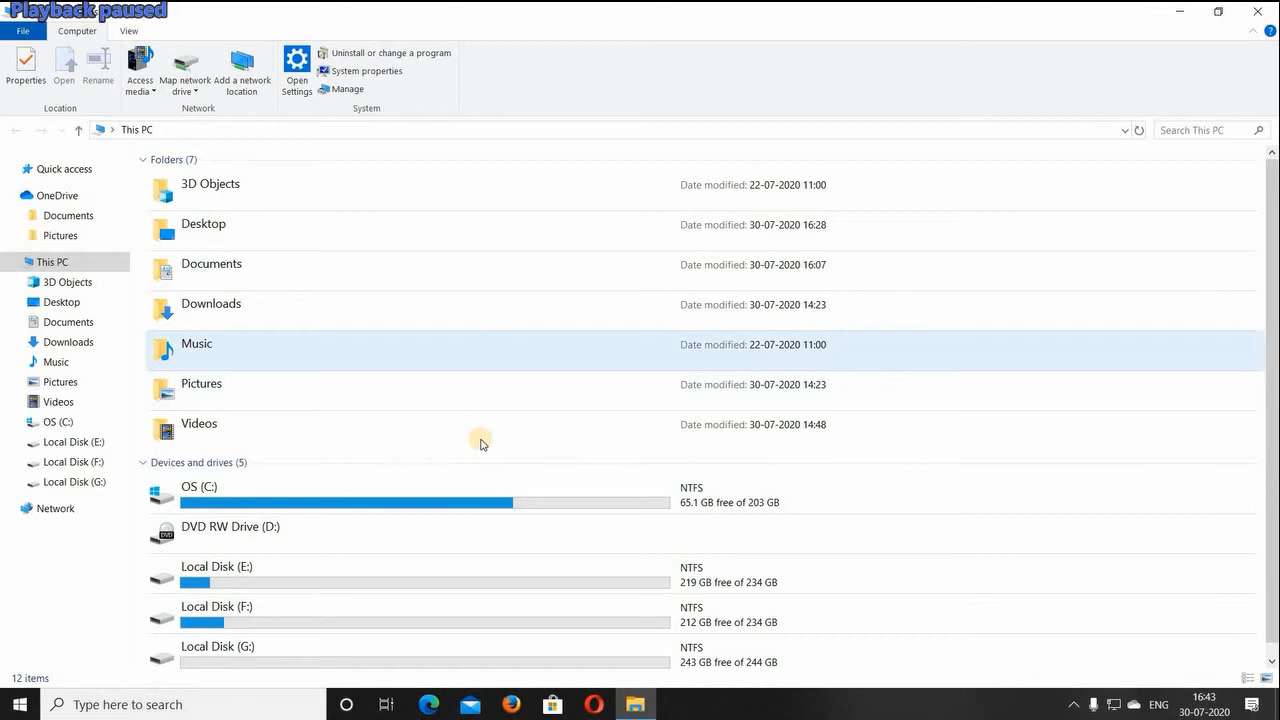 Playback paused
File Computer View
Properties Open Rename Access media Map network drive Add a network location Open Settings Uninstall or change a program
System properties
Manage
Location Network System
This PC Search This PC
Quick access
OneDrive
Documents
Pictures
This PC
3D Objects
Desktop
Documents
Downloads
Music
Pictures
Videos
OS (C:)
Local Disk (E:)
Local Disk (F:)
Local Disk (G:)
Network
Folders (7)
3D Objects Date modified: 22-07-2020 11:00
Desktop Date modified: 30-07-2020 16:28
Documents Date modified: 30-07-2020 16:07
Downloads Date modified: 30-07-2020 14:23
Music Date modified: 22-07-2020 11:00
Pictures Date modified: 30-07-2020 14:23
Videos Date modified: 30-07-2020 14:48
Devices and drives (5)
OS (C:) NTFS
65.1 GB free of 203 GB
DVD RW Drive (D:)
DVD
Local Disk (E:) NTFS
219 GB free of 234 GB
Local Disk (F:) NTFS
212 GB free of 234 GB
Local Disk (G:) NTFS
243 GB free of 244 GB
12 items
Type here to search ENG 16:43
30-07-2020